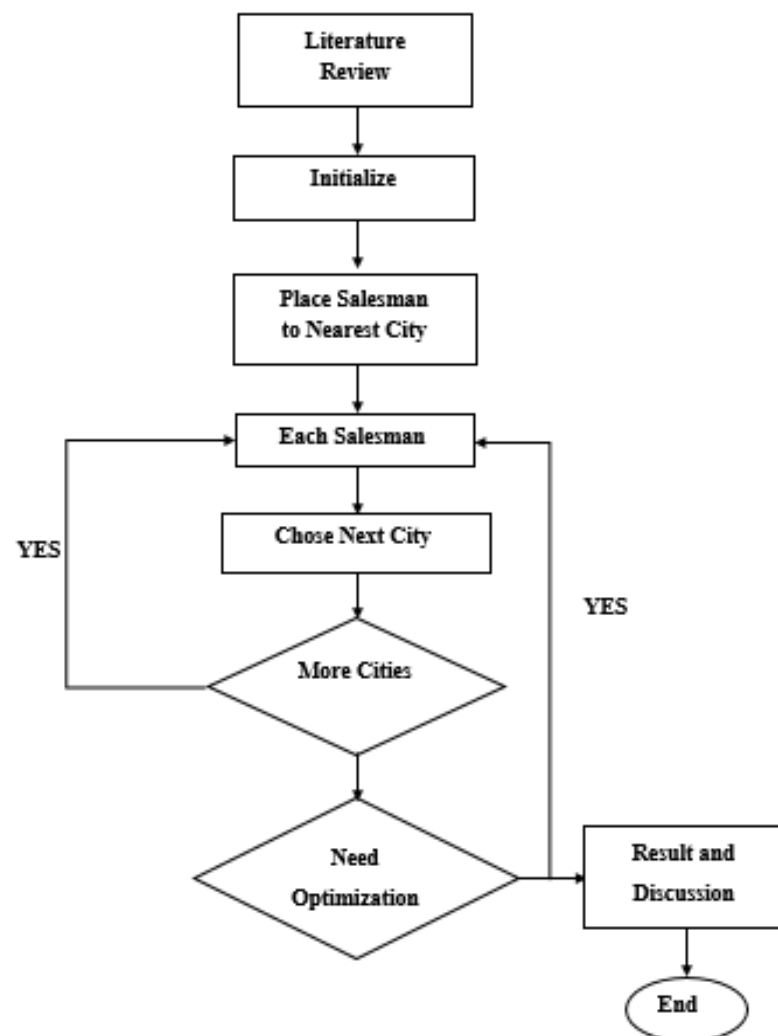 Literature
Review
Initialize
Place Salesman
to Nearest City
Each Salesman
Chose Next City
YES
YES
More Cities
Need
Optimization
Result and
Discussion
End